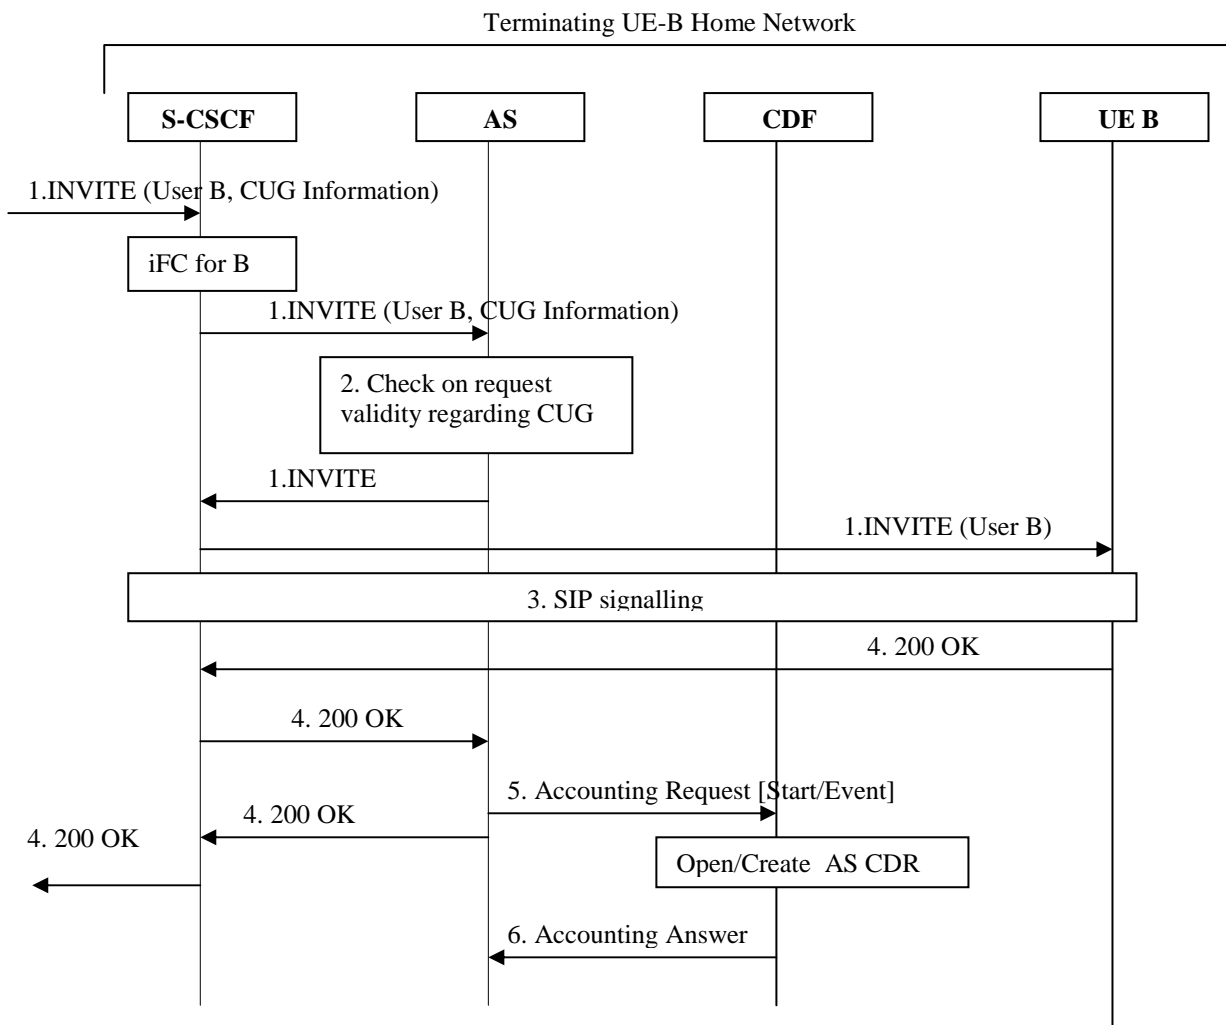 Terminating UE-B Home Network
S-CSCF
AS
CDF
UE B
1.INVITE (User B, CUG Information)
iFC for B
1.INVITE (User B, CUG Information)
2. Check on request
validity regarding CUG
1.INVITE
1.INVITE (User B)
3. SIP signalling
4. 200 OK
4. 200 OK
5. Accounting Request [Start/Event]
4. 200 OK
4. 200 OK
Open/Create AS CDR
6. Accounting Answer